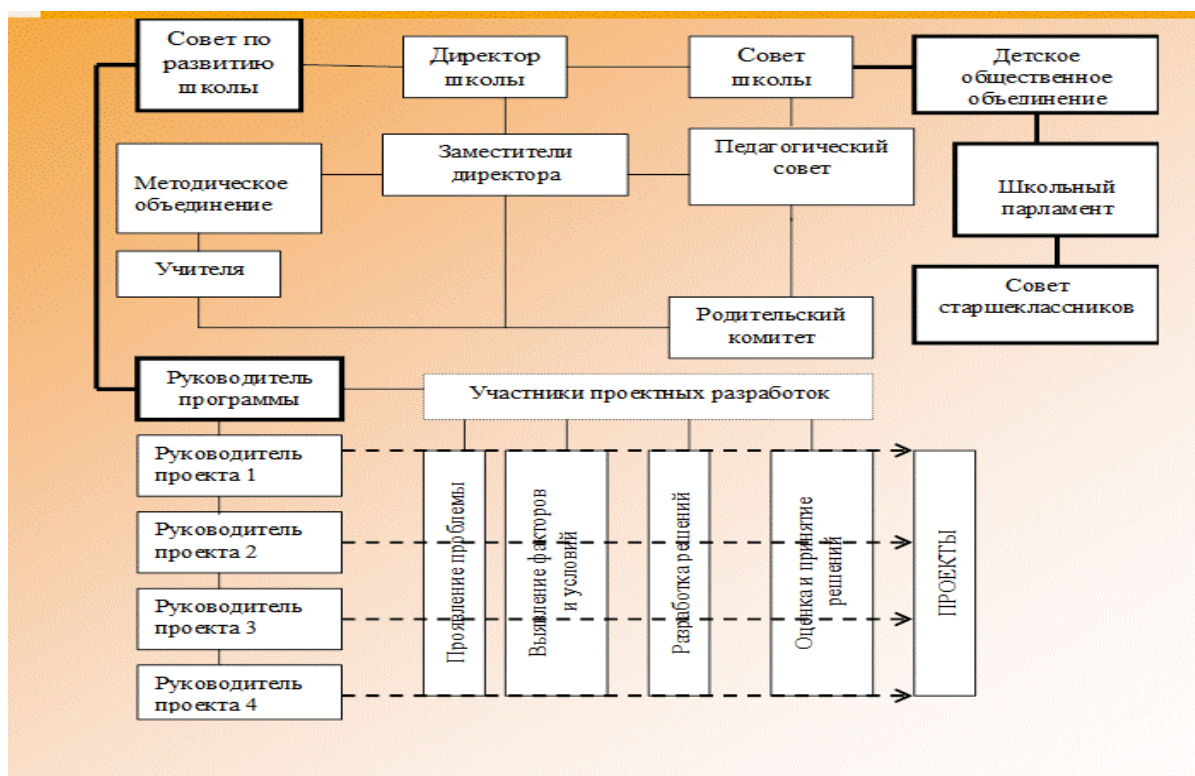 Совет по
развитию
школы
Директор
школы
Совет
школы
Детское
общественное
объединение
Методическое
объединение
Заместители
директора
Педагогический
совет
Школьный
парламент
Учителя
Совет
старшеклассников
Родительский
комитет
Руководитель
программы
Участники проектных разработок
Руководитель
проекта 1
Руководитель
проекта 2
Руководитель
проекта 3
Руководитель
проекта 4
Проявление проблемы
Выявление факторов
и условий
Разработка решений
Оценка и принятие
решений
ПРОЕКТЫ